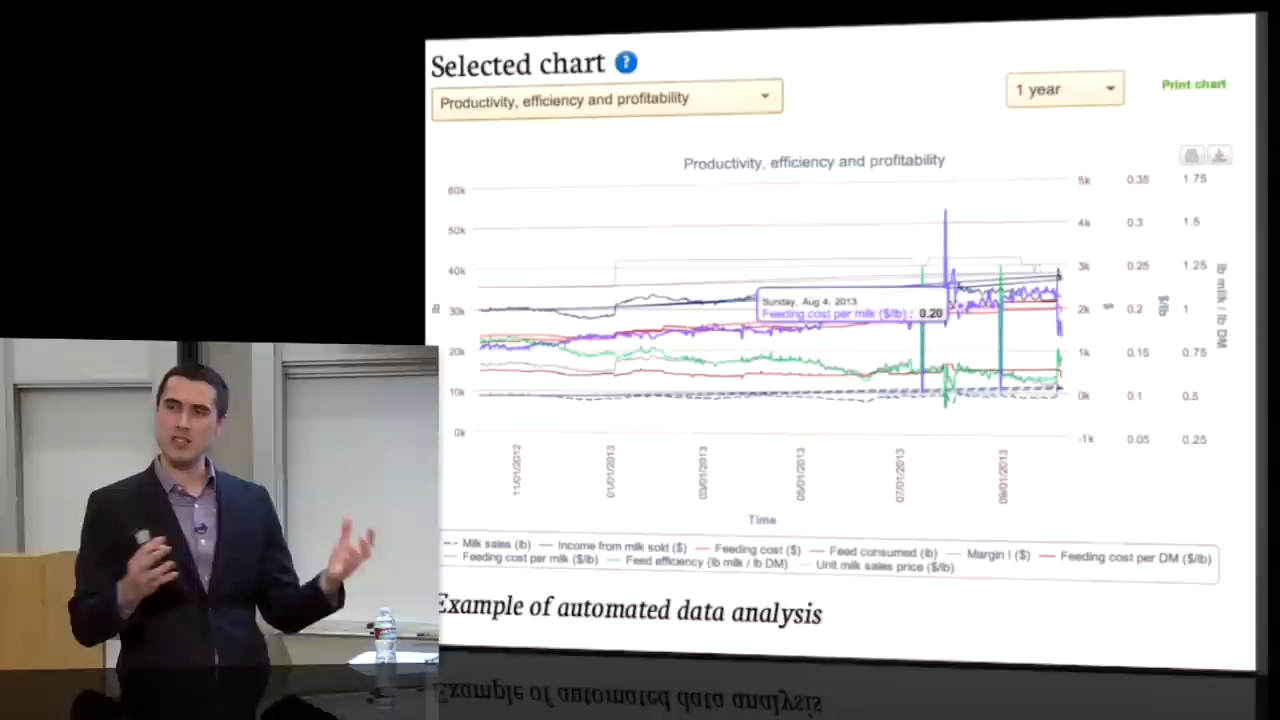 Selected chart ?
Productivity, efficiency and profitability
1 year
Print chart
Productivity, efficiency and profitability
60k
50k
40k
30k
20k
10k
0k
lb
5k
4k
3k
2k
1k
0k
-1k
$
0.35
0.3
0.25
0.2
0.15
0.1
0.05
$/lb
1.75
1.5
1.25
1
0.75
0.5
0.25
lb milk / lb DM
Sunday, Aug 4, 2013
Feeding cost per milk ($/lb) : 0.20
11/01/2012
01/01/2013
03/01/2013
05/01/2013
07/01/2013
09/01/2013
Time
Milk sales (lb) Income from milk sold ($) Feeding cost ($) Feed consumed (lb) Margin I ($) Feeding cost per DM ($/lb)
Feeding cost per milk ($/lb) Feed efficiency (lb milk / lb DM) Unit milk sales price ($/lb)
Example of automated data analysis